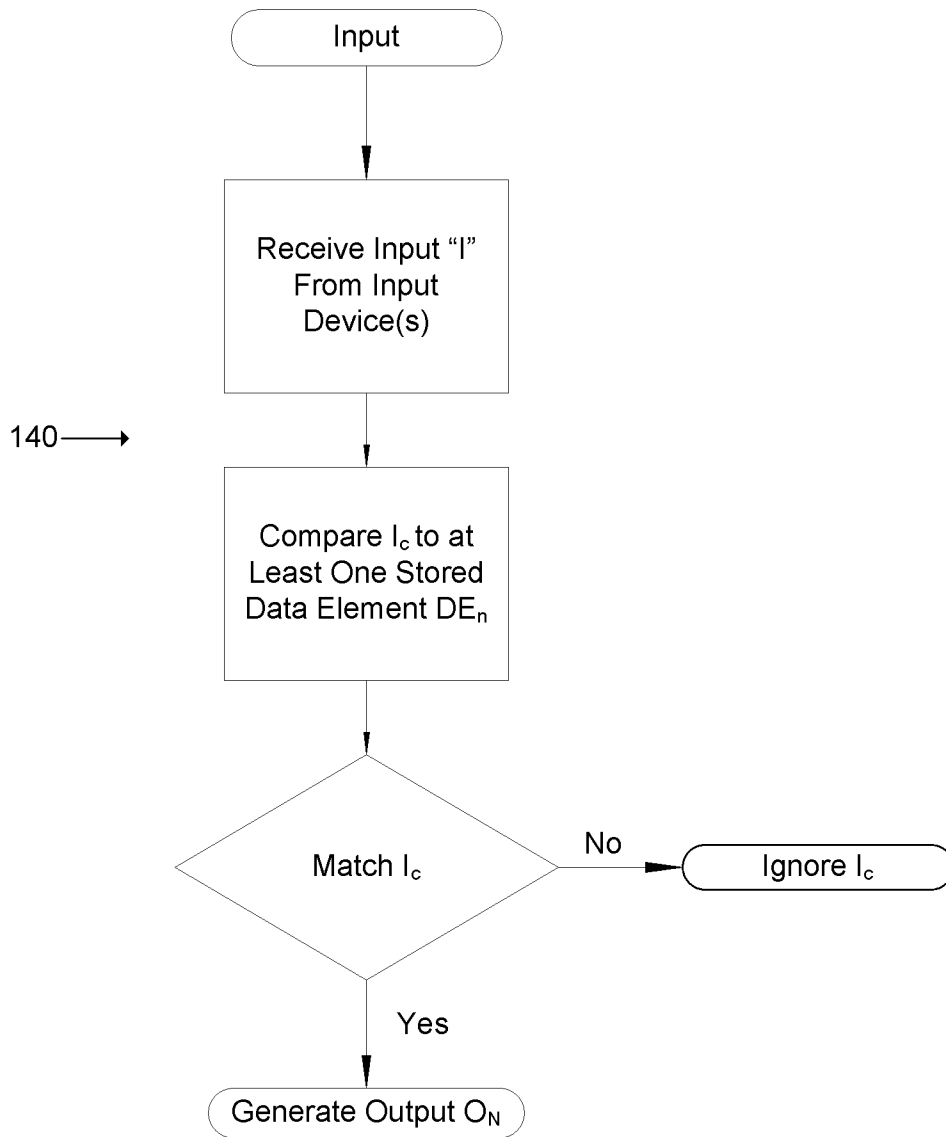 Input
Receive Input “I”
From Input
Device(s)
140
Compare Ic to at
Least One Stored
Data Element DEn
Match Ic
No
Ignore Ic
Yes
Generate Output ON